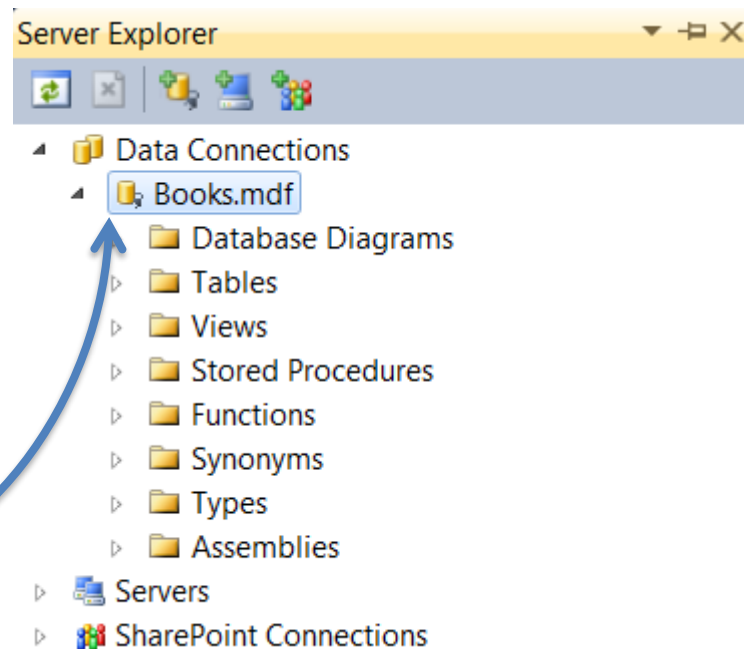 Server Explorer
Data Connections
Books.mdf
Database Diagrams
Tables
Views
Stored Procedures
Functions
Synonyms
Types
Assemblies
Servers
SharePoint Connections